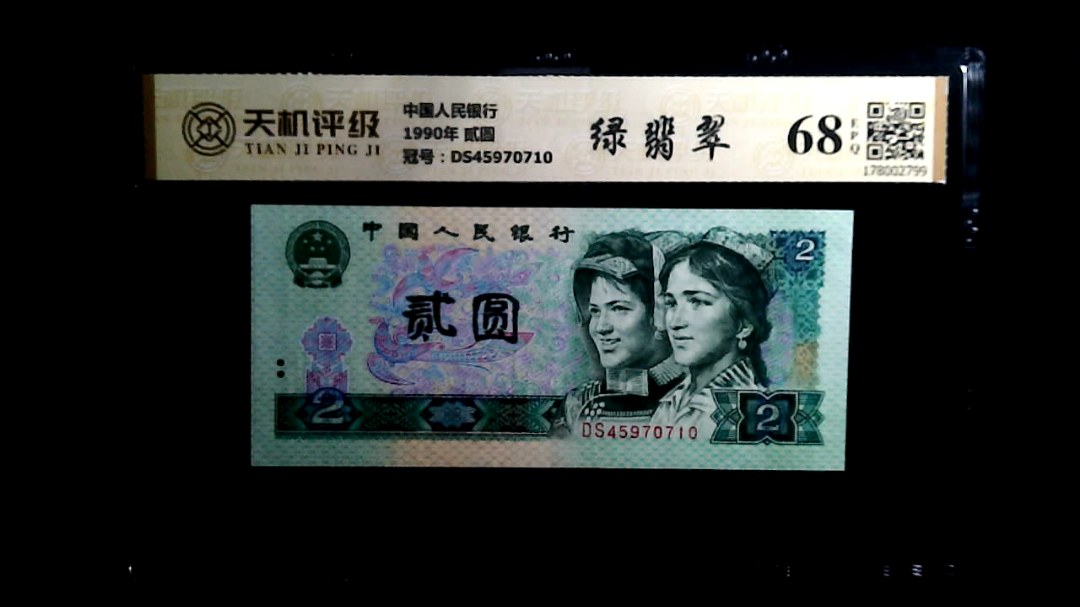 天机评级
TIAN JI PING JI
中国人民银行
1990年 贰圆
冠号：DS45970710
绿翡翠
68
EPQ
178002799
中国人民银行
2
贰圆
2
DS45970710
2